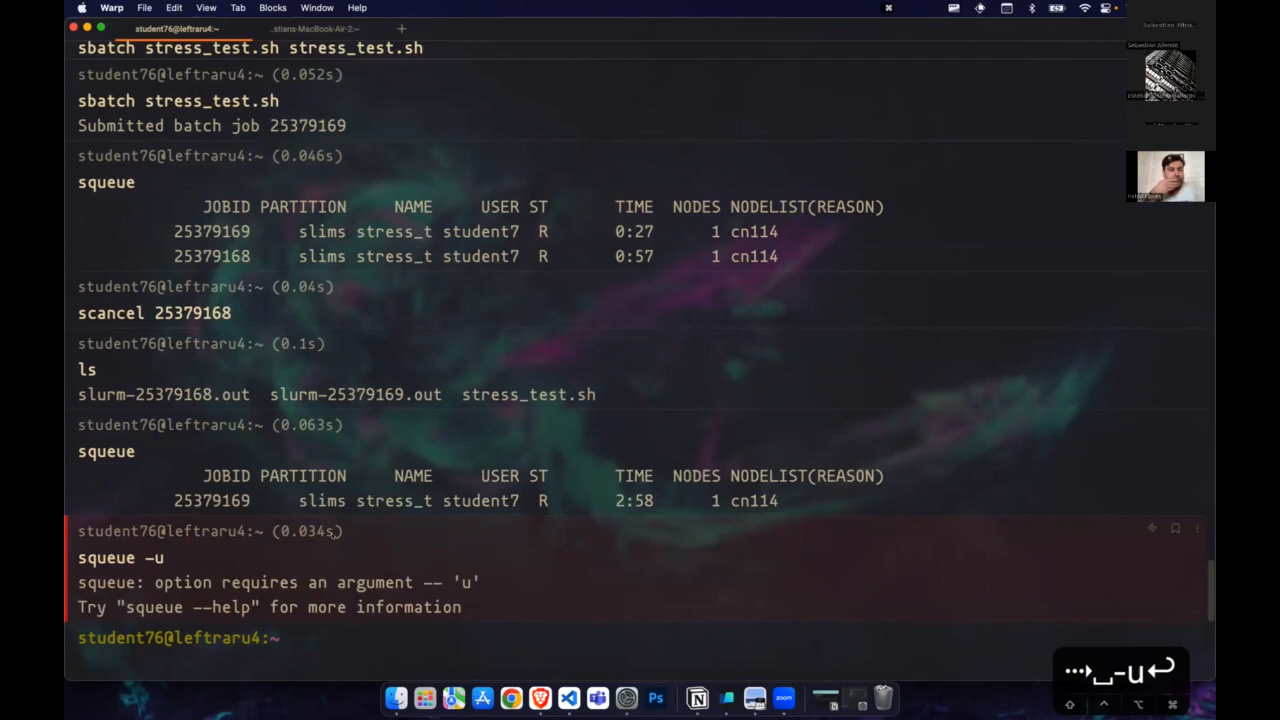 Warp File Edit View Tab Blocks Window Help
student76@leftraru4:~ ..stians-MacBook-Air-2:~
sbatch stress_test.sh stress_test.sh
student76@leftraru4:~ (0.052s)
sbatch stress_test.sh
Submitted batch job 25379169
student76@leftraru4:~ (0.046s)
squeue
JOBID PARTITION NAME USER ST TIME NODES NODELIST(REASON)
25379169 slims stress_t student7 R 0:27 1 cn114
25379168 slims stress_t student7 R 0:57 1 cn114
student76@leftraru4:~ (0.04s)
scancel 25379168
student76@leftraru4:~ (0.1s)
ls
slurm-25379168.out slurm-25379169.out stress_test.sh
student76@leftraru4:~ (0.063s)
squeue
JOBID PARTITION NAME USER ST TIME NODES NODELIST(REASON)
25379169 slims stress_t student7 R 2:58 1 cn114
student76@leftraru4:~ (0.034s)
squeue -u
squeue: option requires an argument -- 'u'
Try "squeue --help" for more information
student76@leftraru4:~
…→␣-u↩
Ps
zoom